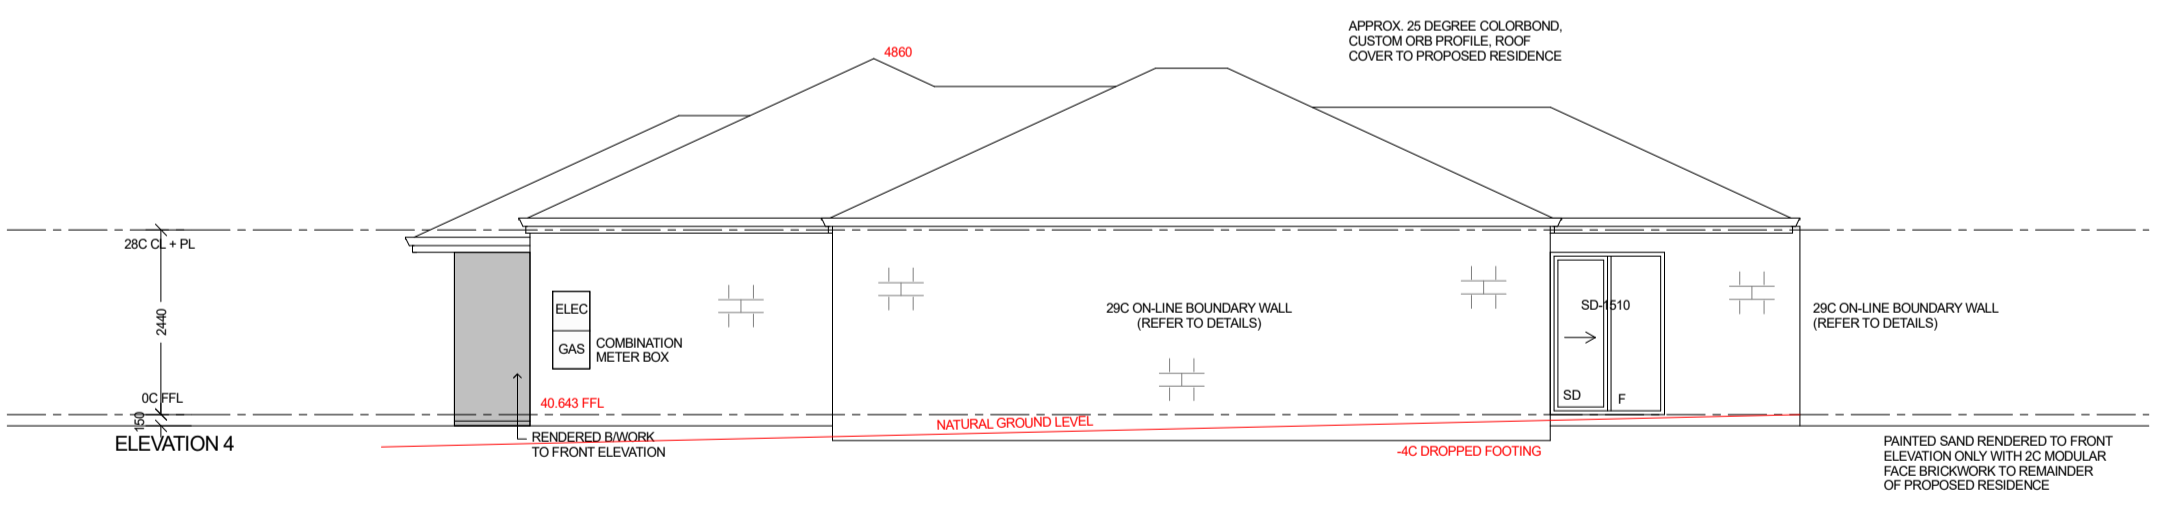 APPROX. 25 DEGREE COLORBOND,
CUSTOM ORB PROFILE, ROOF
COVER TO PROPOSED RESIDENCE
4860
28C CL + PL
2440
0C FFL
150
ELEVATION 4
ELEC
GAS
COMBINATION
METER BOX
40.643 FFL
RENDERED B/WORK
TO FRONT ELEVATION
29C ON-LINE BOUNDARY WALL
(REFER TO DETAILS)
NATURAL GROUND LEVEL
-4C DROPPED FOOTING
SD-1510
SD
F
29C ON-LINE BOUNDARY WALL
(REFER TO DETAILS)
PAINTED SAND RENDERED TO FRONT
ELEVATION ONLY WITH 2C MODULAR
FACE BRICKWORK TO REMAINDER
OF PROPOSED RESIDENCE